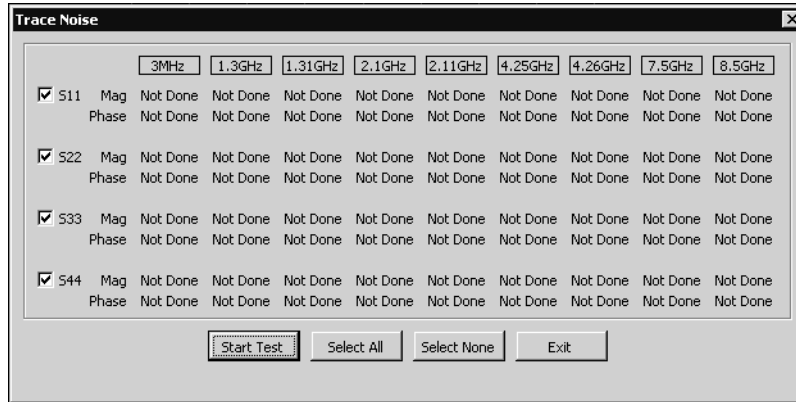 Trace Noise
3MHz 1.3GHz 1.31GHz 2.1GHz 2.11GHz 4.25GHz 4.26GHz 7.5GHz 8.5GHz
S11 Mag Not Done Not Done Not Done Not Done Not Done Not Done Not Done Not Done Not Done
Phase Not Done Not Done Not Done Not Done Not Done Not Done Not Done Not Done Not Done
S22 Mag Not Done Not Done Not Done Not Done Not Done Not Done Not Done Not Done Not Done
Phase Not Done Not Done Not Done Not Done Not Done Not Done Not Done Not Done Not Done
S33 Mag Not Done Not Done Not Done Not Done Not Done Not Done Not Done Not Done Not Done
Phase Not Done Not Done Not Done Not Done Not Done Not Done Not Done Not Done Not Done
S44 Mag Not Done Not Done Not Done Not Done Not Done Not Done Not Done Not Done Not Done
Phase Not Done Not Done Not Done Not Done Not Done Not Done Not Done Not Done Not Done
Start Test Select All Select None Exit